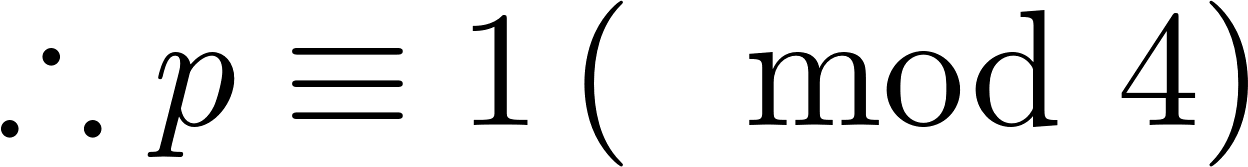 ∴ p ≡ 1 ( mod 4)